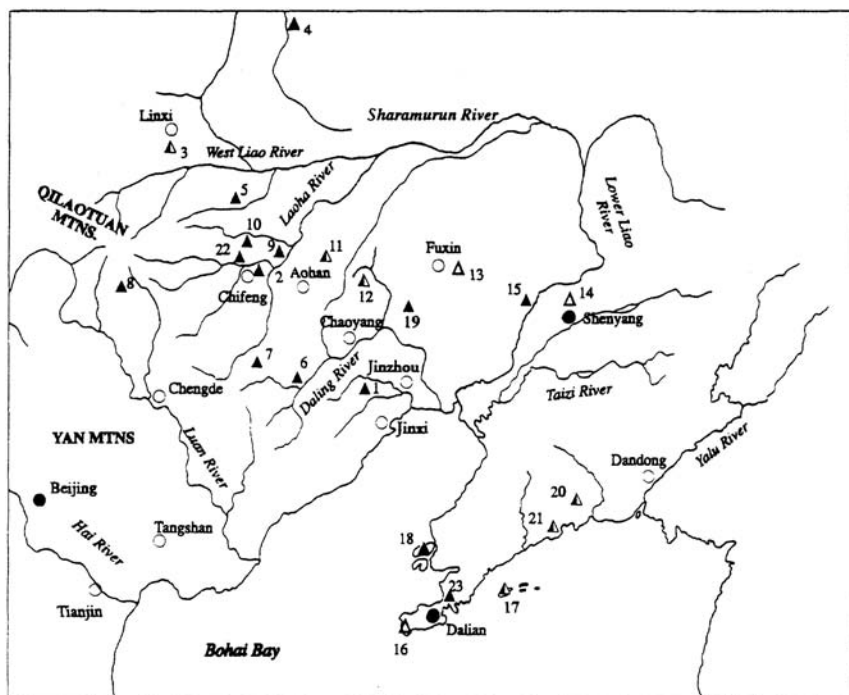 4
Linxi
Sharamurun River
3
West Liao River
5
Laoha River
QILAOTUAN
MTNS.
Lower Liao
River
10
9
11
Fuxin
22
13
8
2
Aohan
12
15
14
Chifeng
19
Shenyang
Chaoyang
7
6
Daling River
Jinzhou
1
Taizi River
Chengde
Jinxi
Yalu River
YAN MTNS
Luan River
Dandong
Beijing
20
Hai River
Tangshan
21
18
Tianjin
23
17
Dalian
16
Bohai Bay